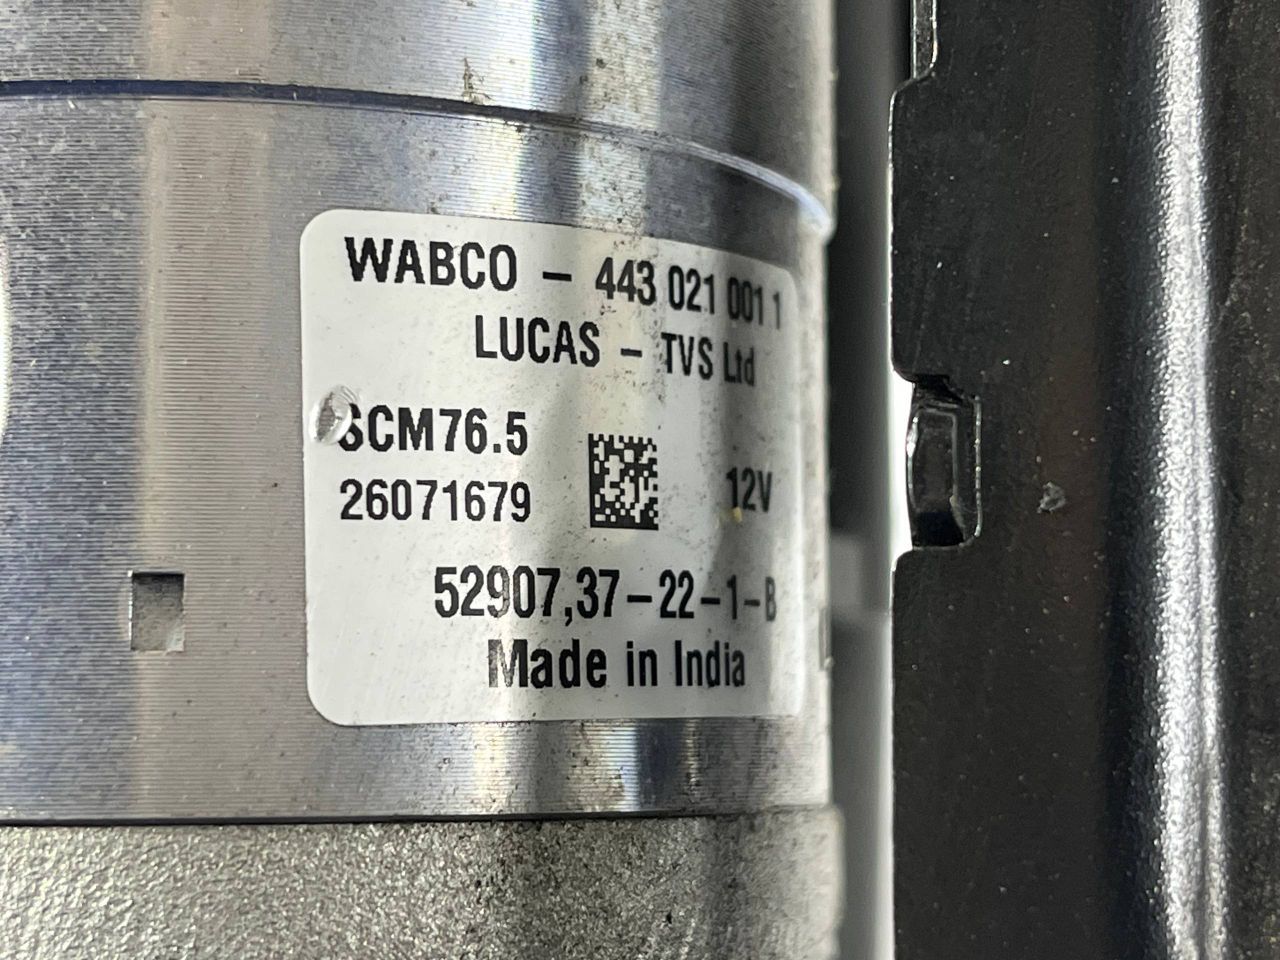 WABCO – 443 021 001 1
LUCAS – TVS Ltd
SCM76.5
26071679
12V
52907,37–22–1–B
Made in India